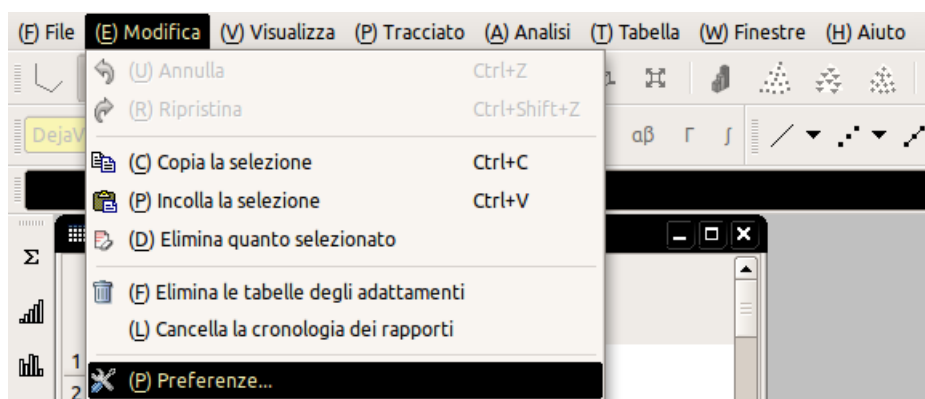 (F) File (E) Modifica (V) Visualizza (P) Tracciato (A) Analisi (T) Tabella (W) Finestre (H) Aiuto
(U) Annulla Ctrl+Z
(R) Ripristina Ctrl+Shift+Z
DejaV αβ Γ ∫
(C) Copia la selezione Ctrl+C
(P) Incolla la selezione Ctrl+V
(D) Elimina quanto selezionato
Σ
(F) Elimina le tabelle degli adattamenti
(L) Cancella la cronologia dei rapporti
1
(P) Preferenze...
2